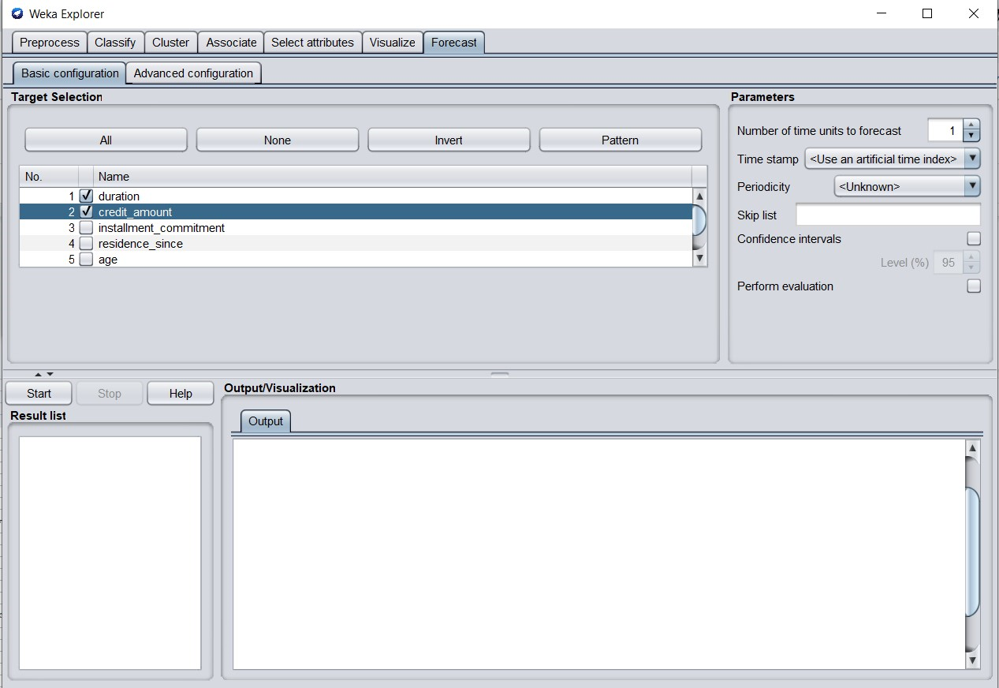 Weka Explorer
Preprocess Classify Cluster Associate Select attributes Visualize Forecast
Basic configuration Advanced configuration
Target Selection
All None Invert Pattern
No. Name
1 duration
2 credit_amount
3 installment_commitment
4 residence_since
5 age
Parameters
Number of time units to forecast 1
Time stamp <Use an artificial time index>
Periodicity <Unknown>
Skip list
Confidence intervals
Level (%) 95
Perform evaluation
Start Stop Help
Result list
Output/Visualization
Output